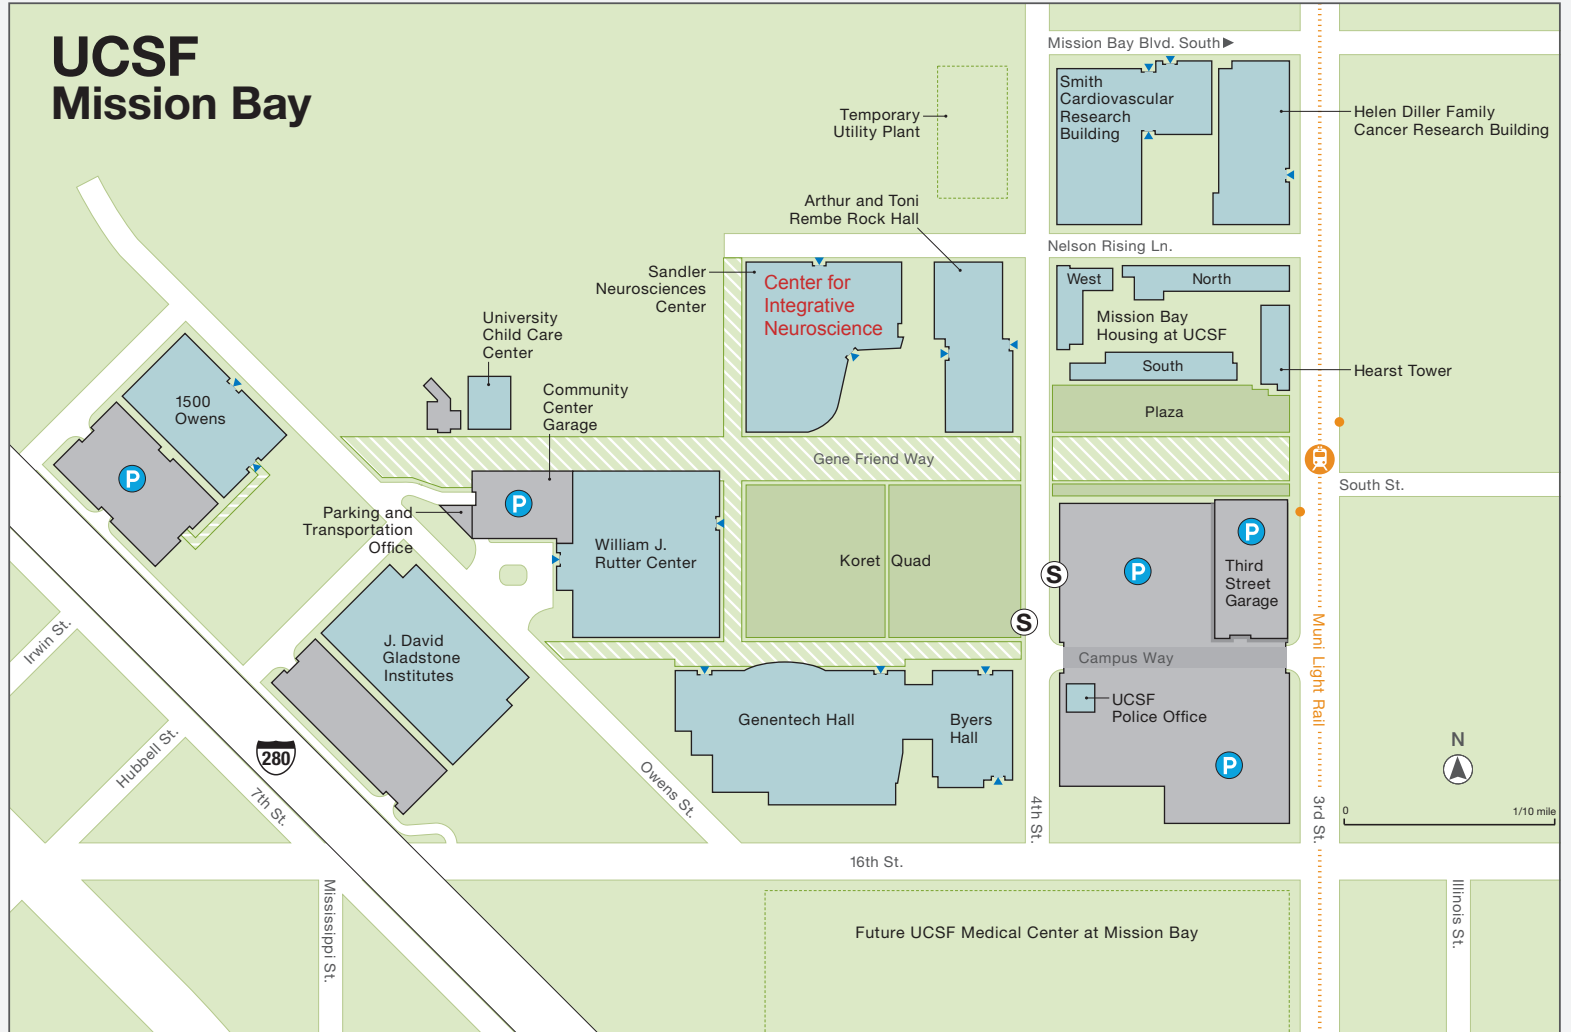 UCSF
Mission Bay
Mission Bay Blvd. South
Smith
Cardiovascular
Research
Building
Helen Diller Family
Cancer Research Building
Temporary
Utility Plant
Arthur and Toni
Rembe Rock Hall
Nelson Rising Ln.
Sandler
Neurosciences
Center
Center for
Integrative
Neuroscience
West
North
Mission Bay
Housing at UCSF
South
Hearst Tower
University
Child Care
Center
Community
Center
Garage
1500
Owens
Plaza
Gene Friend Way
P
South St.
Parking and
Transportation
Office
P
William J.
Rutter Center
Koret Quad
S
S
P
P
Third
Street
Garage
Irwin St.
J. David
Gladstone
Institutes
Campus Way
Muni Light Rail
UCSF
Police Office
Genentech Hall
Byers
Hall
P
N
Hubbell St.
280
7th St.
Owens St.
4th St.
3rd St.
0
1/10 mile
16th St.
Mississippi St.
Illinois St.
Future UCSF Medical Center at Mission Bay